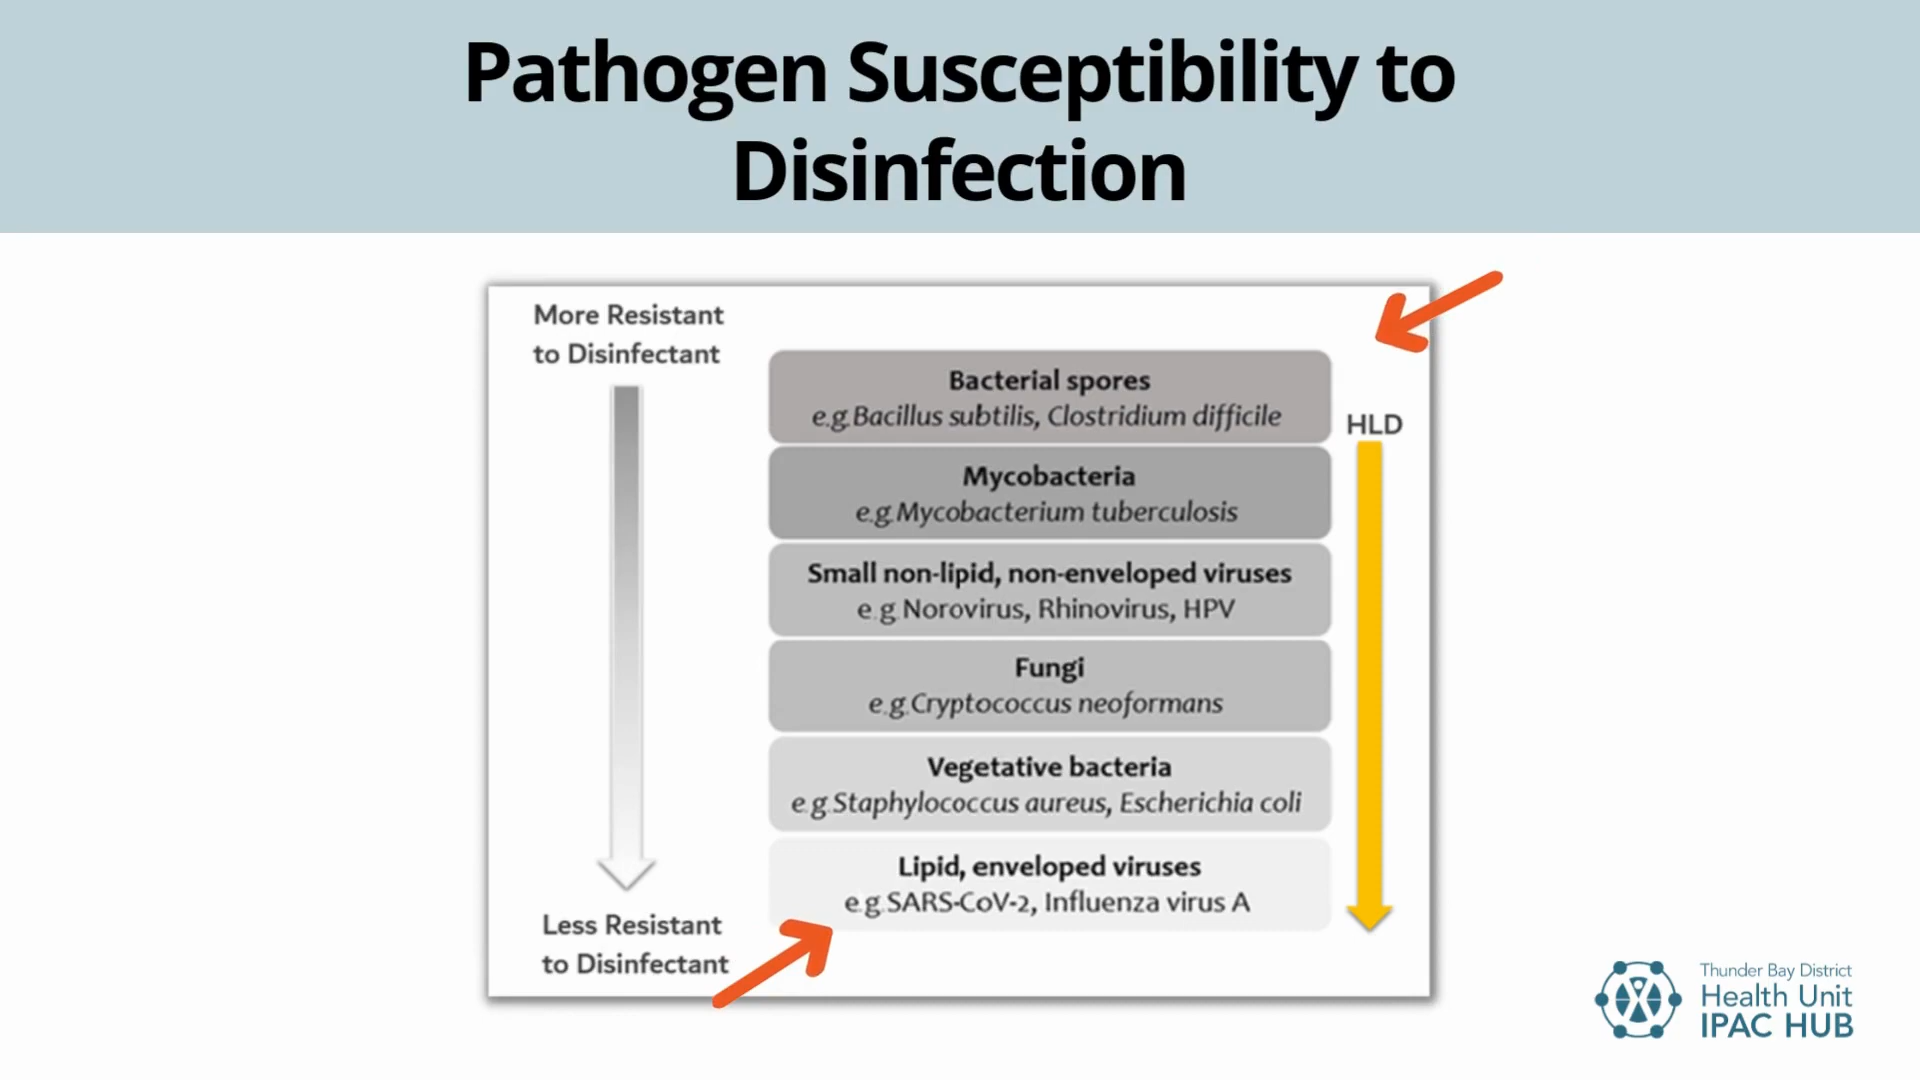 Pathogen Susceptibility to
Disinfection
More Resistant
to Disinfectant
Bacterial spores
e.g.Bacillus subtilis, Clostridium difficile
HLD
Mycobacteria
e.g.Mycobacterium tuberculosis
Small non-lipid, non-enveloped viruses
e.g.Norovirus, Rhinovirus, HPV
Fungi
e.g.Cryptococcus neoformans
Vegetative bacteria
e.g.Staphylococcus aureus, Escherichia coli
Lipid, enveloped viruses
e.g.SARS-CoV-2, Influenza virus A
Less Resistant
to Disinfectant
Thunder Bay District
Health Unit
IPAC HUB